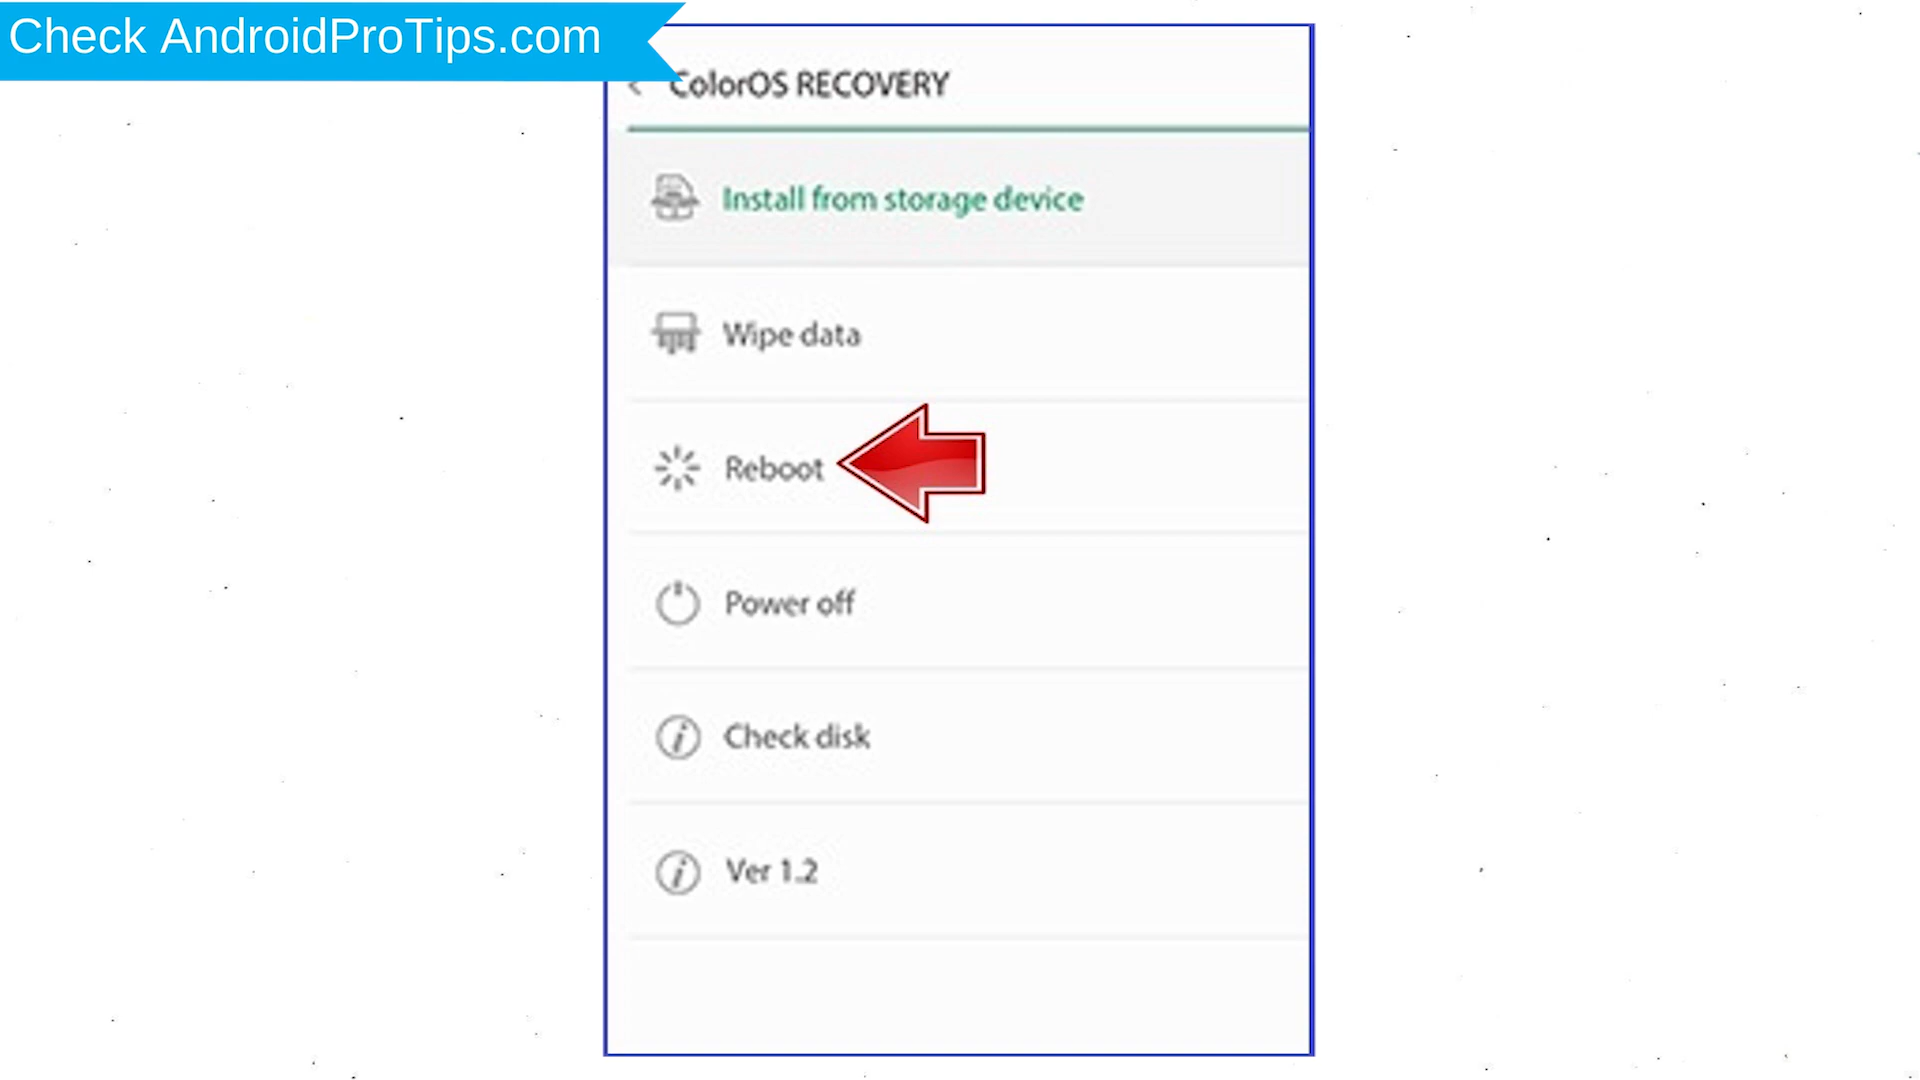 Check AndroidProTips.com
ColorOS RECOVERY
Install from storage device
Wipe data
Reboot
Power off
Check disk
Ver 1.2